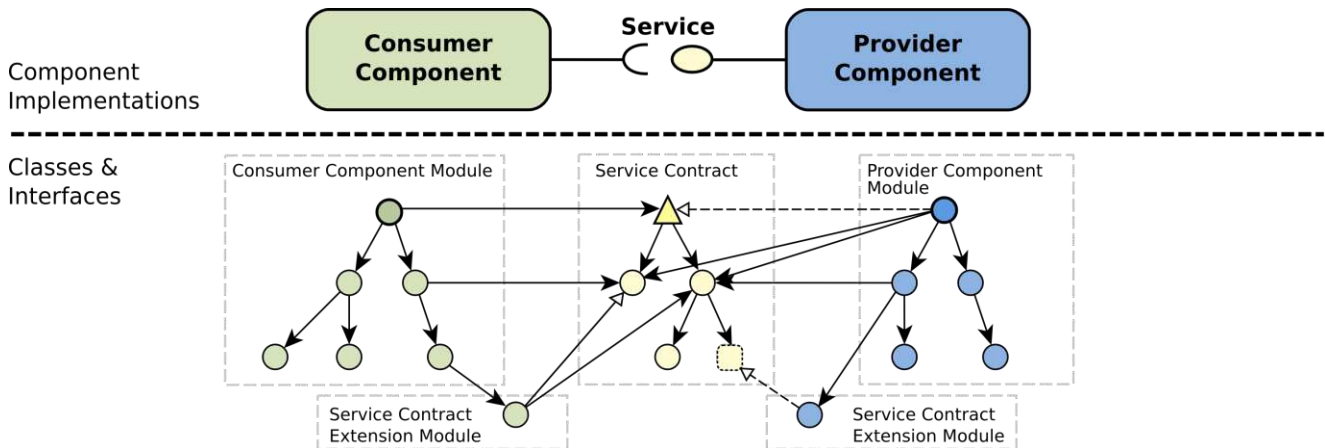 Consumer
Component
Service
Provider
Component
Component
Implementations
Classes &
Interfaces
Consumer Component Module
Service Contract
Provider Component
Module
Service Contract
Extension Module
Service Contract
Extension Module